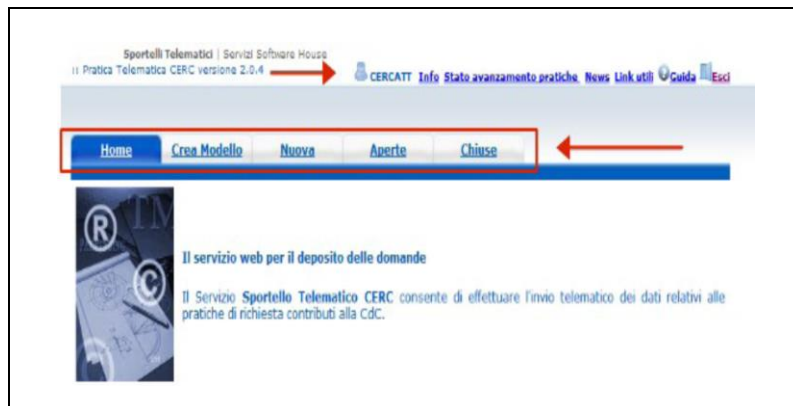 Sportelli Telematici | Servizi Software House
:: Pratica Telematica CERC versione 2.0.4
CERCATT Info Stato avanzamento pratiche News Link utili Guida Esci
Home Crea Modello Nuova Aperte Chiuse
R
TM
C
Il servizio web per il deposito delle domande
Il Servizio Sportello Telematico CERC consente di effettuare l'invio telematico dei dati relativi alle
pratiche di richiesta contributi alla CdC.